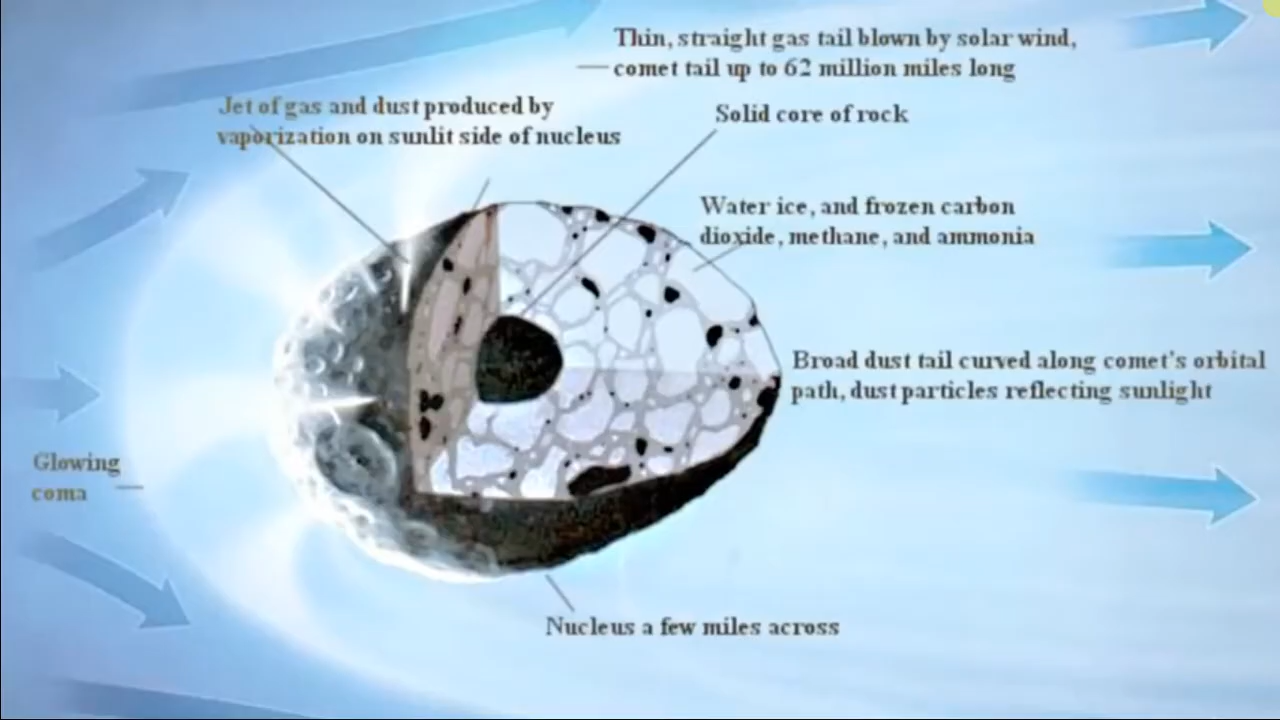 Thin, straight gas tail blown by solar wind,
comet tail up to 62 million miles long
Jet of gas and dust produced by
vaporization on sunlit side of nucleus
Solid core of rock
Water ice, and frozen carbon
dioxide, methane, and ammonia
Broad dust tail curved along comet's orbital
path, dust particles reflecting sunlight
Glowing
coma
Nucleus a few miles across